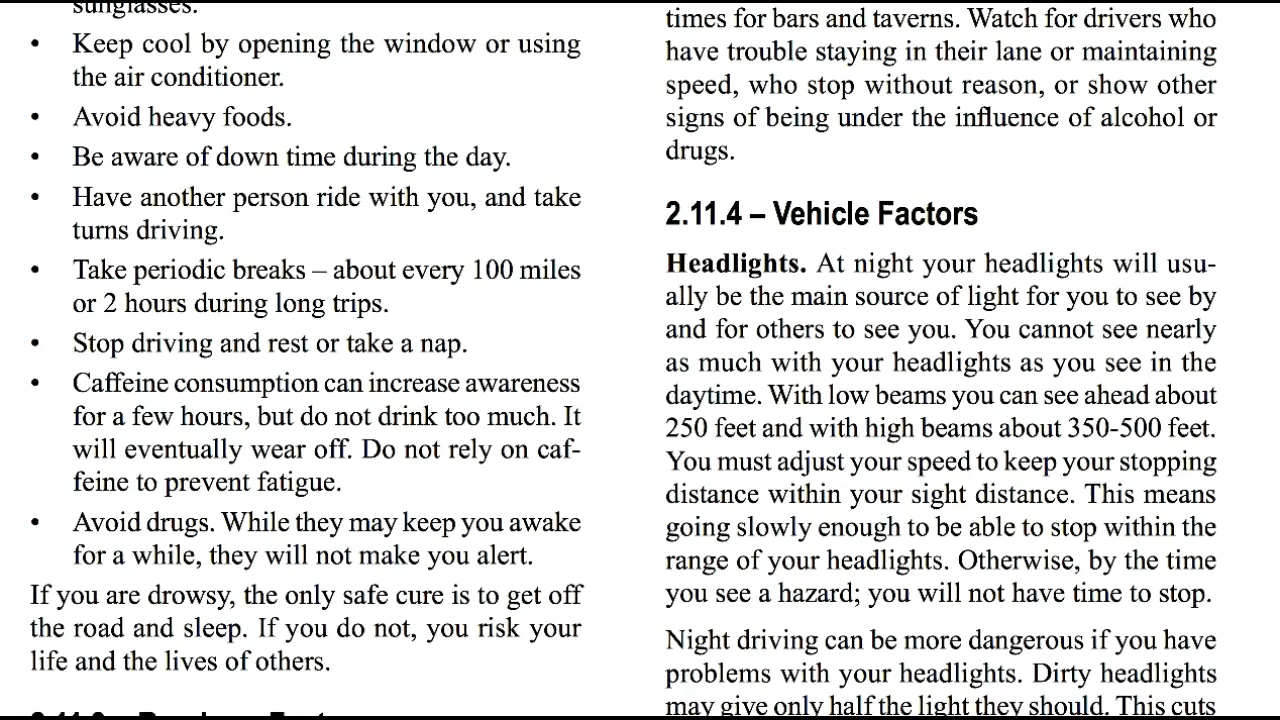 sunglasses.
• Keep cool by opening the window or using
the air conditioner.
• Avoid heavy foods.
• Be aware of down time during the day.
• Have another person ride with you, and take
turns driving.
• Take periodic breaks – about every 100 miles
or 2 hours during long trips.
• Stop driving and rest or take a nap.
• Caffeine consumption can increase awareness
for a few hours, but do not drink too much. It
will eventually wear off. Do not rely on caf-
feine to prevent fatigue.
• Avoid drugs. While they may keep you awake
for a while, they will not make you alert.
If you are drowsy, the only safe cure is to get off
the road and sleep. If you do not, you risk your
life and the lives of others.
times for bars and taverns. Watch for drivers who
have trouble staying in their lane or maintaining
speed, who stop without reason, or show other
signs of being under the influence of alcohol or
drugs.
2.11.4 – Vehicle Factors
Headlights. At night your headlights will usu-
ally be the main source of light for you to see by
and for others to see you. You cannot see nearly
as much with your headlights as you see in the
daytime. With low beams you can see ahead about
250 feet and with high beams about 350-500 feet.
You must adjust your speed to keep your stopping
distance within your sight distance. This means
going slowly enough to be able to stop within the
range of your headlights. Otherwise, by the time
you see a hazard; you will not have time to stop.
Night driving can be more dangerous if you have
problems with your headlights. Dirty headlights
may give only half the light they should. This cuts